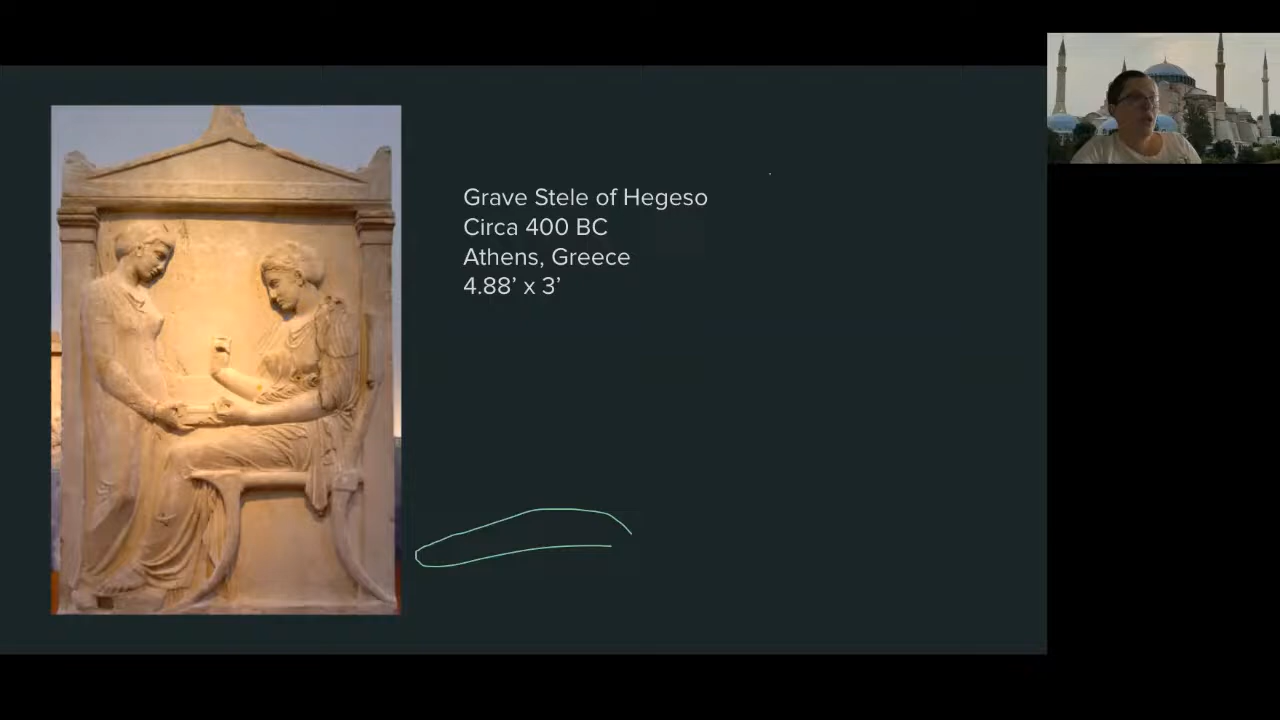 Grave Stele of Hegeso
Circa 400 BC
Athens, Greece
4.88’ x 3’